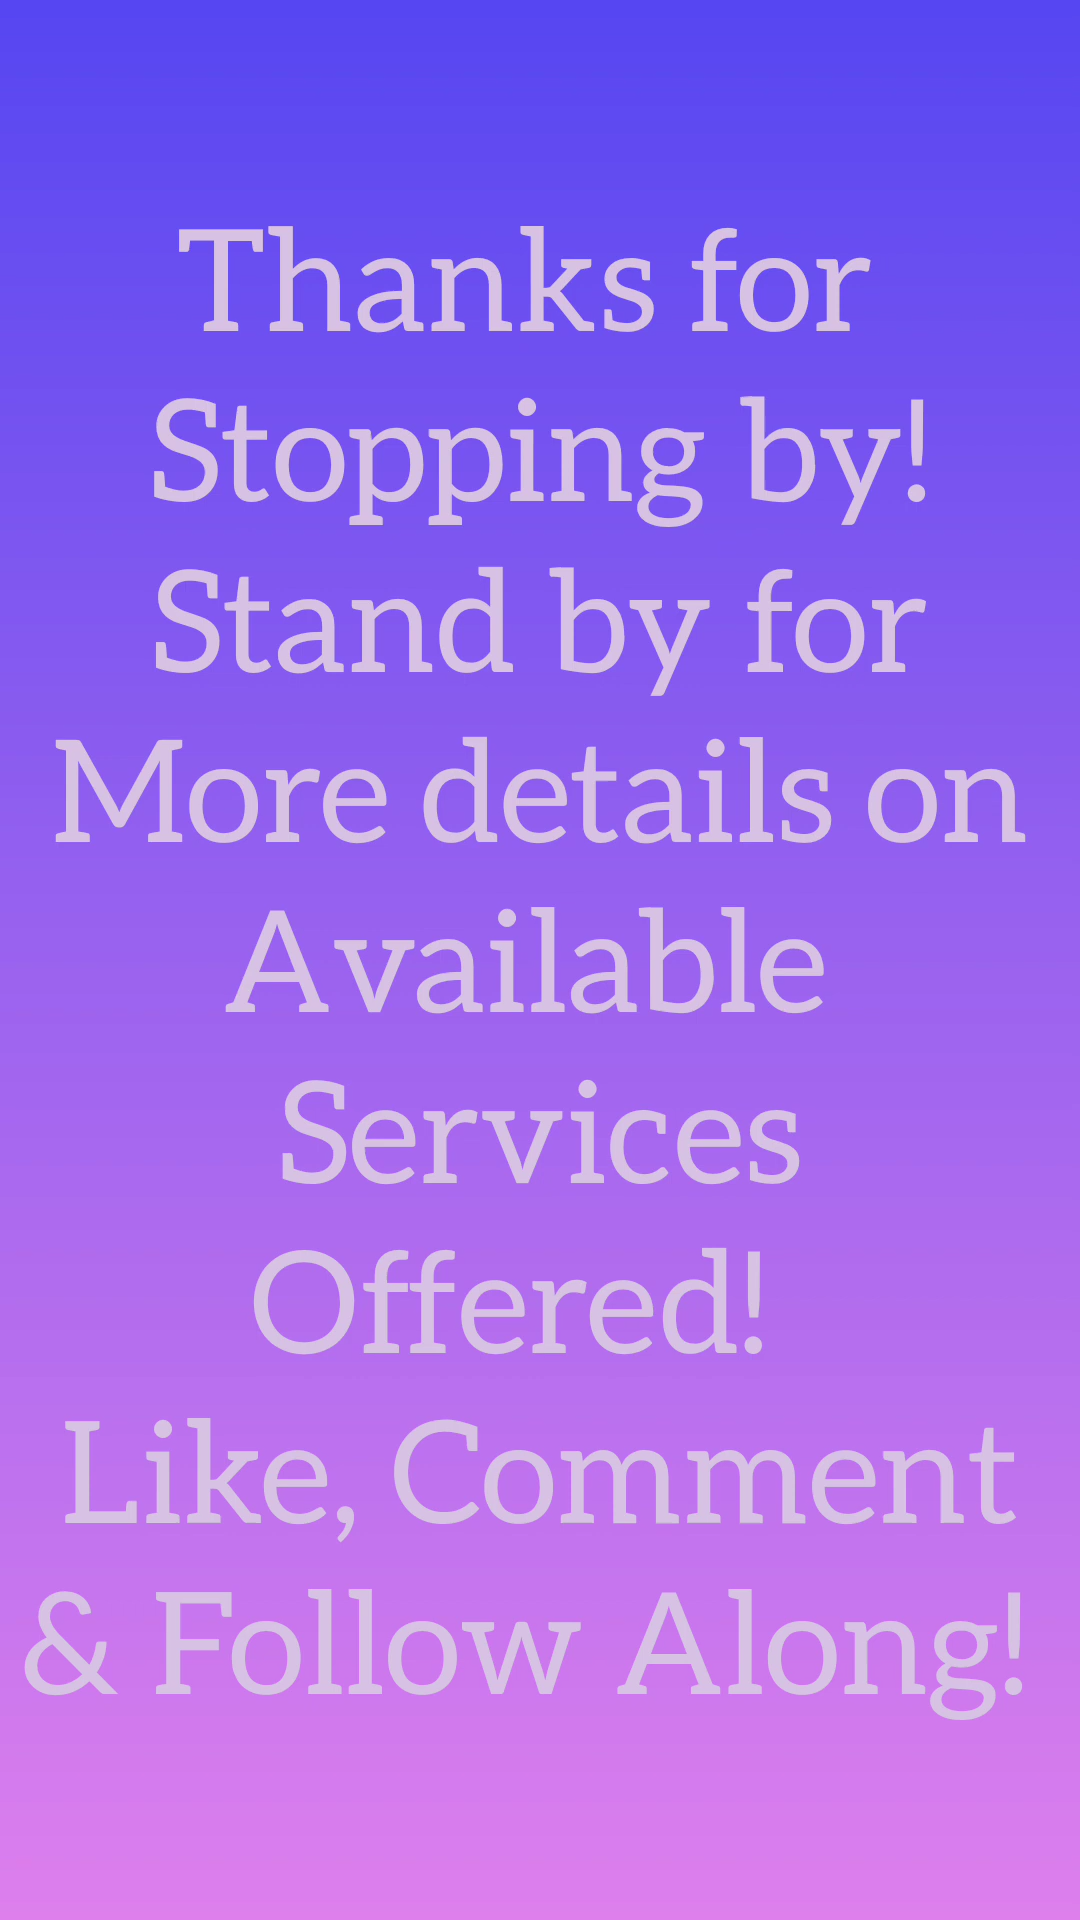 Thanks for
Stopping by!
Stand by for
More details on
Available
Services
Offered!
Like, Comment
& Follow Along!